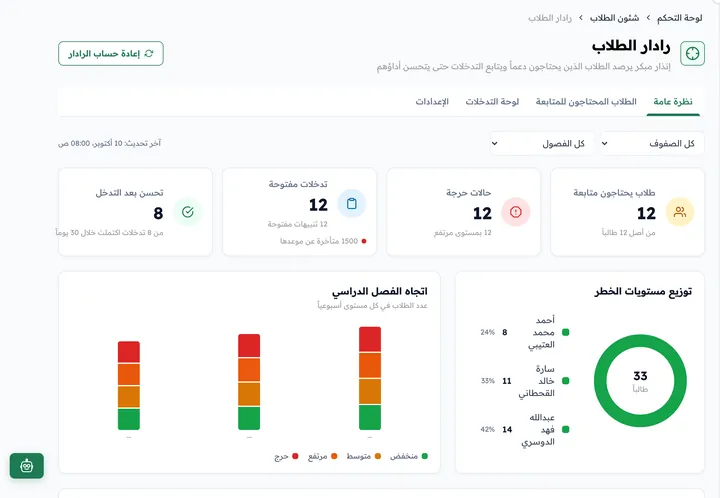 لوحة التحكم > شئون الطلاب > رادار الطلاب
رادار الطلاب
إنذار مبكر يرصد الطلاب الذين يحتاجون دعماً ويتابع التدخلات حتى يتحسن أداؤهم
إعادة حساب الرادار
نظرة عامة
الطلاب المحتاجون للمتابعة
لوحة التدخلات
الإعدادات
كل الصفوف
كل الفصول
آخر تحديث: 10 أكتوبر، 08:00 ص
طلاب يحتاجون متابعة
12
من أصل 12 طالباً
حالات حرجة
12
12 بمستوى مرتفع
تدخلات مفتوحة
12
12 تنبيهات مفتوحة
1500 متأخرة عن موعدها
تحسن بعد التدخل
8
من 8 تدخلات اكتملت خلال 30 يوماً
توزيع مستويات الخطر
33
طالباً
أحمد
محمد
العتيبي
8
24%
سارة
خالد
القحطاني
11
33%
عبدالله
فهد
الدوسري
14
42%
اتجاه الفصل الدراسي
عدد الطلاب في كل مستوى أسبوعياً
...
...
...
منخفض
متوسط
مرتفع
حرج